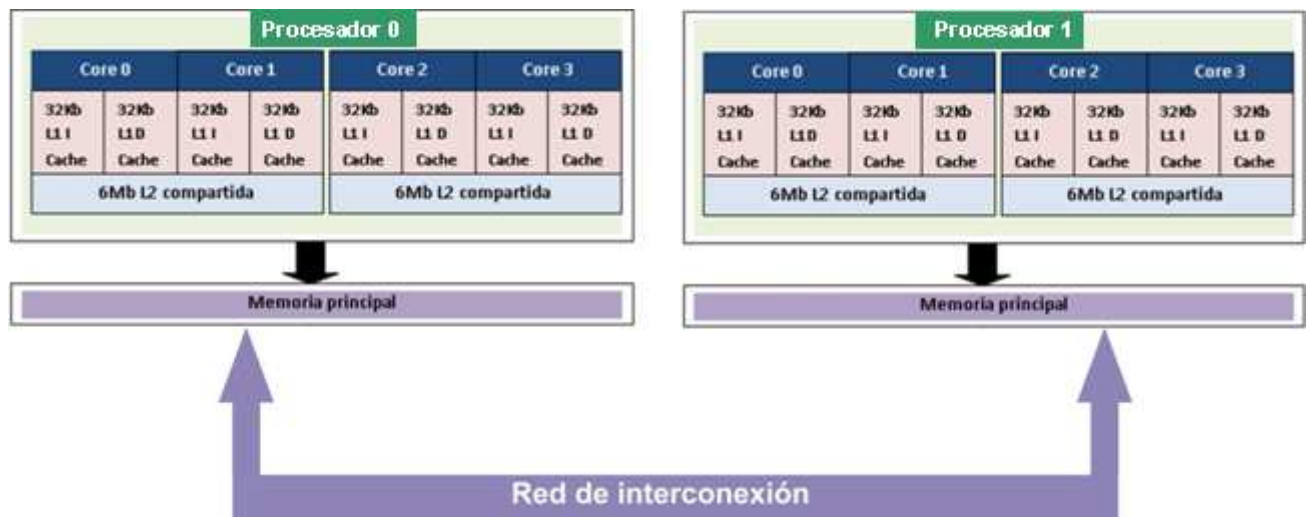 Procesador 0
Core 0 Core 1 Core 2 Core 3
32Kb 32Kb 32Kb 32Kb 32Kb 32Kb 32Kb 32Kb
L1 I L1 D L1 I L1 D L1 I L1 D L1 I L1 D
Cache Cache Cache Cache Cache Cache Cache Cache
6Mb L2 compartida 6Mb L2 compartida
Memoria principal
Procesador 1
Core 0 Core 1 Core 2 Core 3
32Kb 32Kb 32Kb 32Kb 32Kb 32Kb 32Kb 32Kb
L1 I L1 D L1 I L1 D L1 I L1 D L1 I L1 D
Cache Cache Cache Cache Cache Cache Cache Cache
6Mb L2 compartida 6Mb L2 compartida
Memoria principal
Red de interconexión